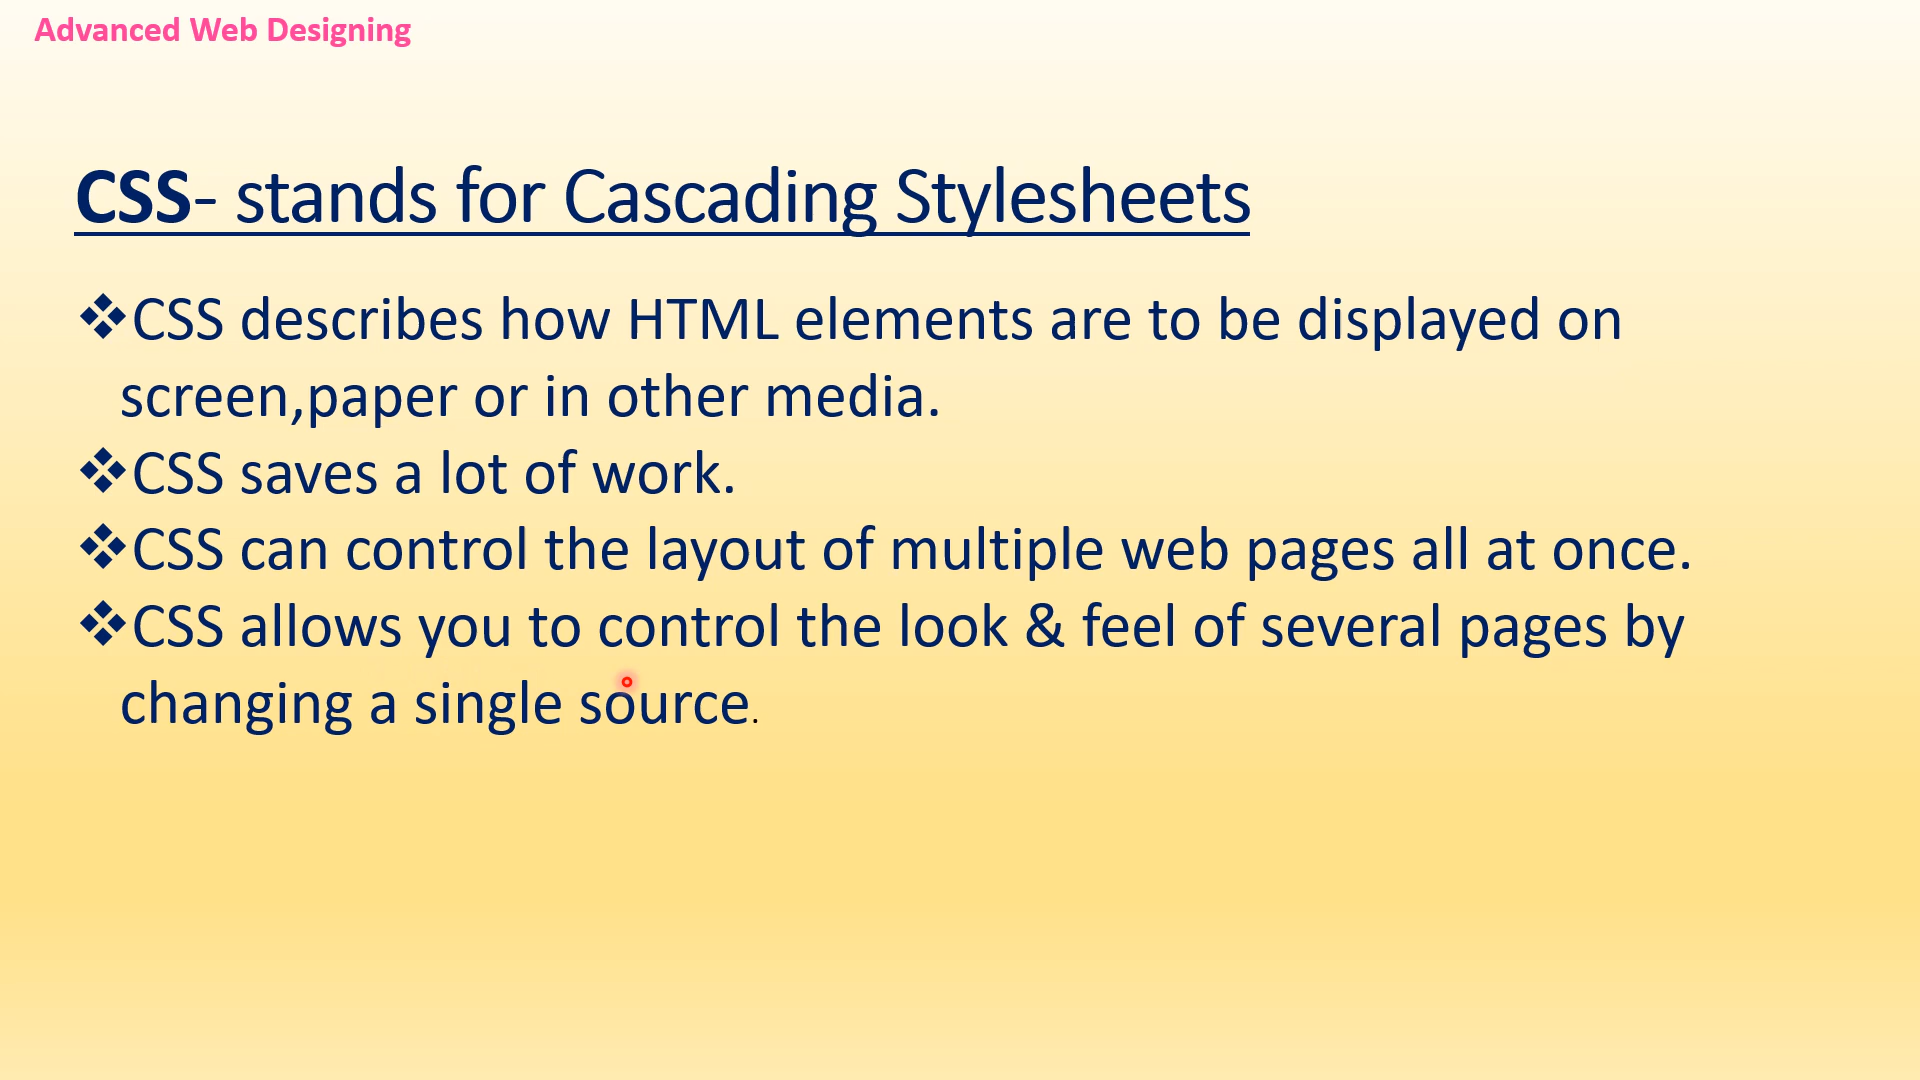 Advanced Web Designing
CSS- stands for Cascading Stylesheets
❖CSS describes how HTML elements are to be displayed on
screen,paper or in other media.
❖CSS saves a lot of work.
❖CSS can control the layout of multiple web pages all at once.
❖CSS allows you to control the look & feel of several pages by
changing a single source.